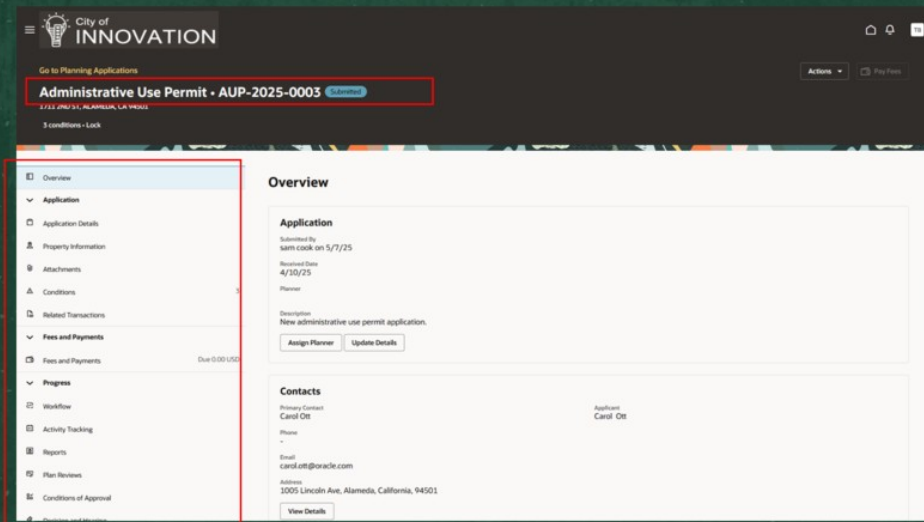 City of
INNOVATION
TB
Go to Planning Applications
Actions
Pay Fees
Administrative Use Permit • AUP-2025-0003 Submitted
1711 2ND ST, ALAMEDA, CA 94501
3 conditions • Lock
Overview
Application
Application Details
Property Information
Attachments
Conditions 3
Related Transactions
Fees and Payments
Fees and Payments Due 0.00 USD
Progress
Workflow
Activity Tracking
Reports
Plan Reviews
Conditions of Approval
Decision and Hearing
Overview
Application
Submitted By
sam cook on 5/7/25
Received Date
4/10/25
Planner
Description
New administrative use permit application.
Assign Planner Update Details
Contacts
Primary Contact
Carol Ott
Applicant
Carol Ott
Phone
-
Email
carol.ott@oracle.com
Address
1005 Lincoln Ave, Alameda, California, 94501
View Details